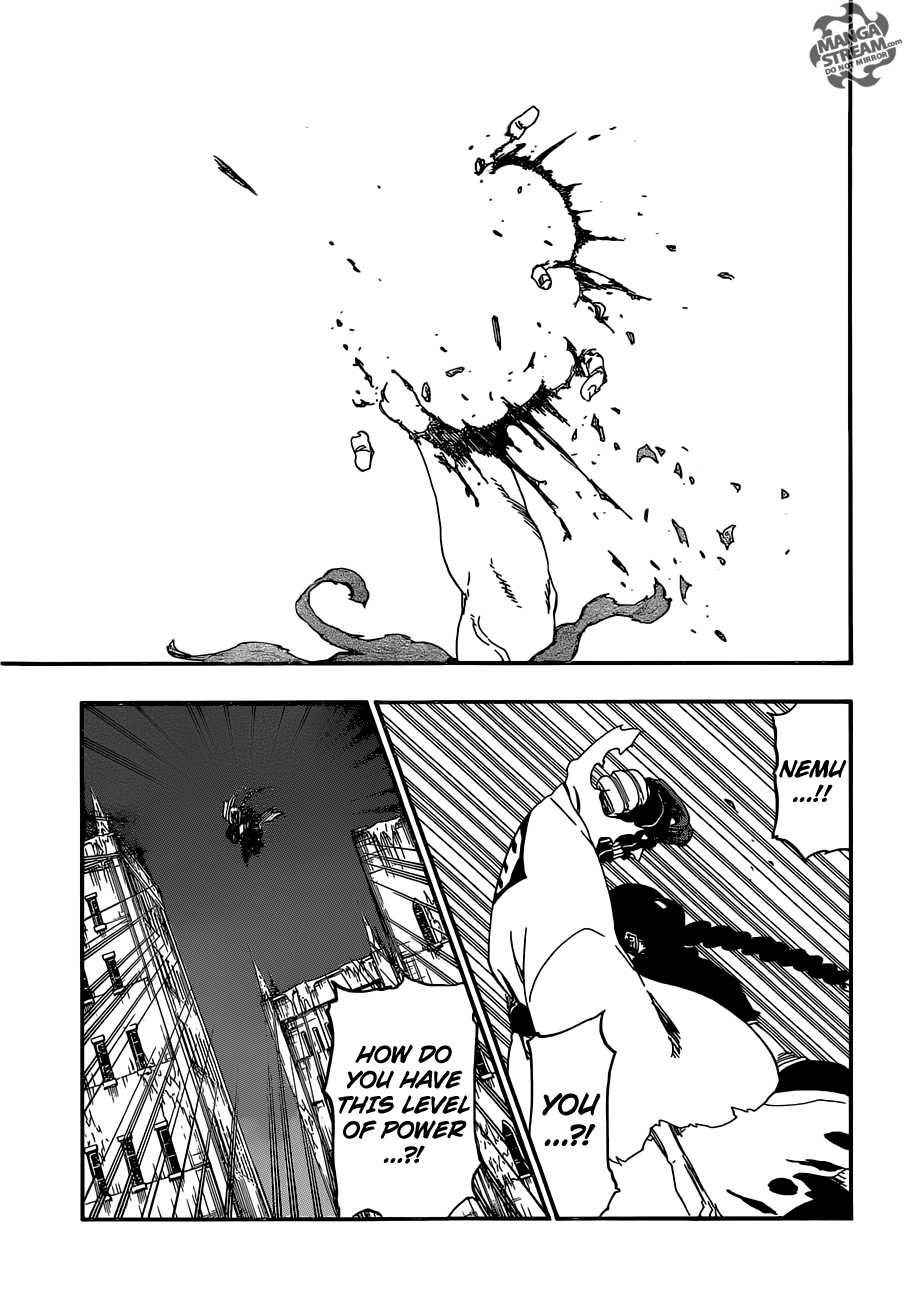 MANGA
STREAM.com
DO NOT MIRROR
NEMU
...!!
YOU
...?!
HOW DO
YOU HAVE
THIS LEVEL
OF POWER
...?!